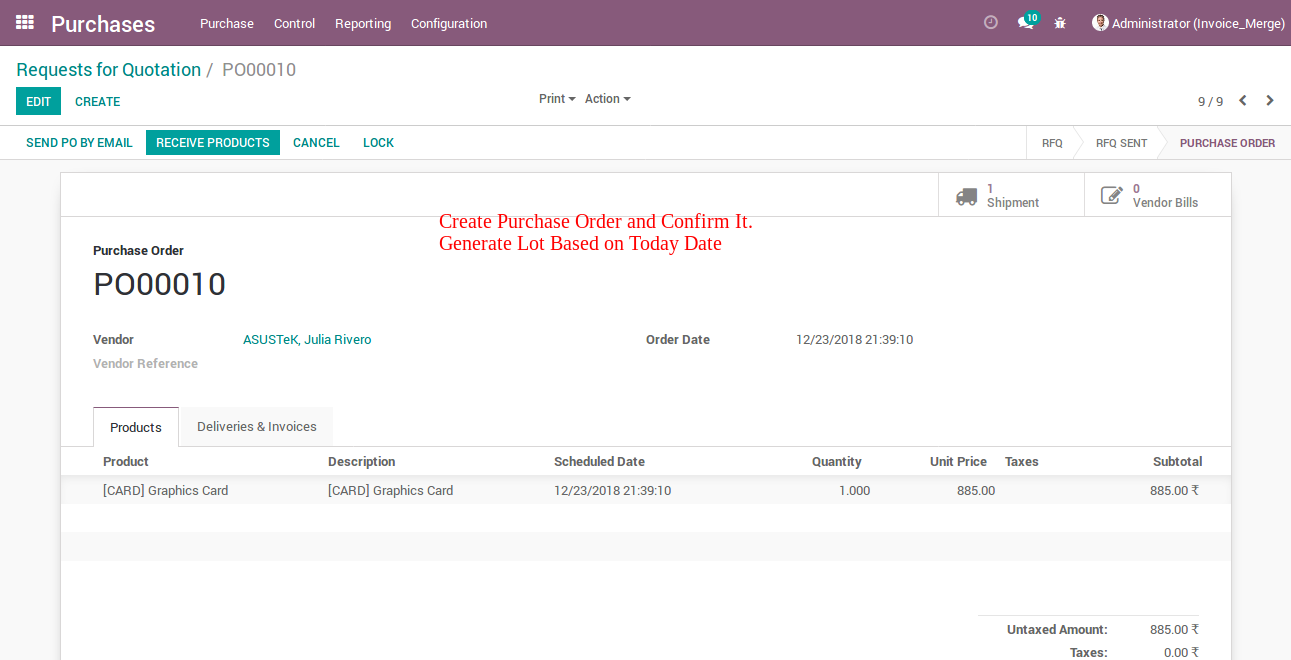 Purchases Purchase Control Reporting Configuration 10 Administrator (Invoice_Merge)
Requests for Quotation / PO00010
EDIT CREATE Print Action 9 / 9
SEND PO BY EMAIL RECEIVE PRODUCTS CANCEL LOCK RFQ RFQ SENT PURCHASE ORDER
1 Shipment
0 Vendor Bills
Create Purchase Order and Confirm It.
Generate Lot Based on Today Date
Purchase Order
PO00010
Vendor ASUSTeK, Julia Rivero Order Date 12/23/2018 21:39:10
Vendor Reference
Products Deliveries & Invoices
Product Description Scheduled Date Quantity Unit Price Taxes Subtotal
[CARD] Graphics Card [CARD] Graphics Card 12/23/2018 21:39:10 1.000 885.00 885.00 ₹
Untaxed Amount: 885.00 ₹
Taxes: 0.00 ₹